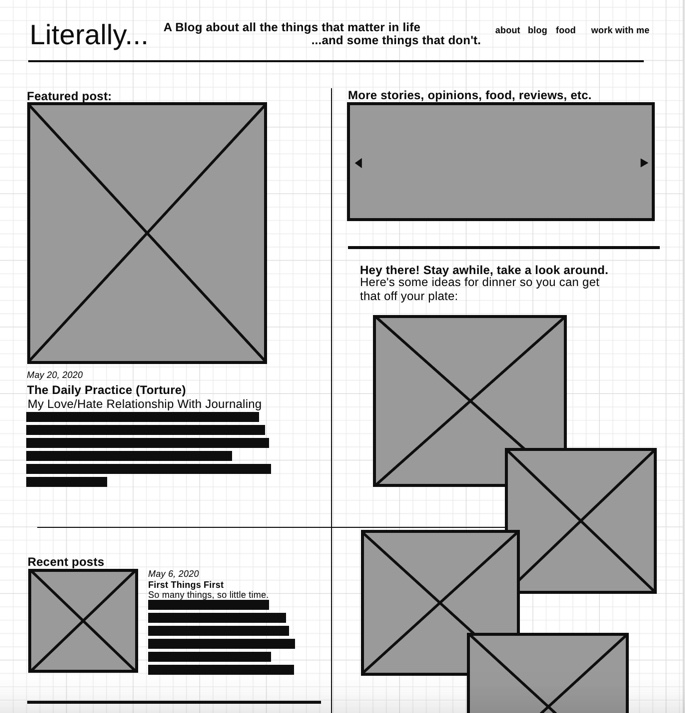 Literally...
A Blog about all the things that matter in life
...and some things that don't.
about blog food work with me
Featured post:
May 20, 2020
The Daily Practice (Torture)
My Love/Hate Relationship With Journaling
Recent posts
May 6, 2020
First Things First
So many things, so little time.
More stories, opinions, food, reviews, etc.
Hey there! Stay awhile, take a look around.
Here's some ideas for dinner so you can get
that off your plate: